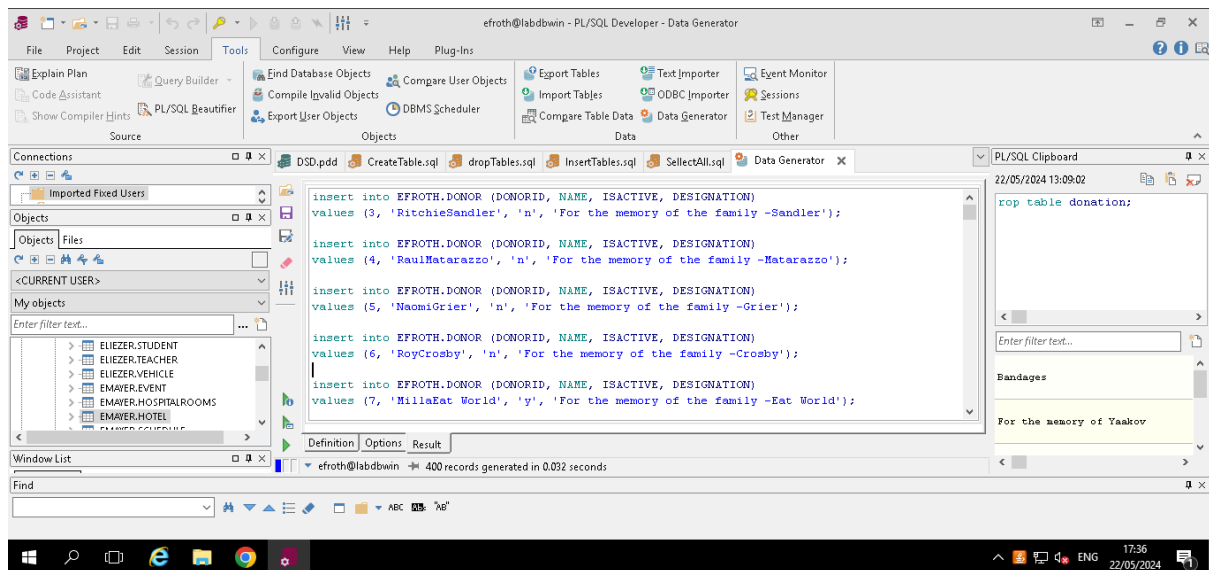 efroth@labdbwin - PL/SQL Developer - Data Generator
File Project Edit Session Tools Configure View Help Plug-Ins
Explain Plan Query Builder Find Database Objects Compare User Objects Export Tables Text Importer Event Monitor
Code Assistant PL/SQL Beautifier Compile Invalid Objects DBMS Scheduler Import Tables ODBC Importer Sessions
Show Compiler Hints Export User Objects Compare Table Data Data Generator Test Manager
Source Objects Data Other
Connections
Imported Fixed Users
Objects
Objects Files
<CURRENT USER>
My objects
Enter filter text... ...
ELIEZER.STUDENT
ELIEZER.TEACHER
ELIEZER.VEHICLE
EMAYER.EVENT
EMAYER.HOSPITALROOMS
EMAYER.HOTEL
EMAYER.SCHEDULE
Window List
DSD.pdd CreateTable.sql dropTables.sql InsertTables.sql SellectAll.sql Data Generator
insert into EFROTH.DONOR (DONORID, NAME, ISACTIVE, DESIGNATION)
values (3, 'RitchieSandler', 'n', 'For the memory of the family -Sandler');
insert into EFROTH.DONOR (DONORID, NAME, ISACTIVE, DESIGNATION)
values (4, 'RaulMatarazzo', 'n', 'For the memory of the family -Matarazzo');
insert into EFROTH.DONOR (DONORID, NAME, ISACTIVE, DESIGNATION)
values (5, 'NaomiGrier', 'n', 'For the memory of the family -Grier');
insert into EFROTH.DONOR (DONORID, NAME, ISACTIVE, DESIGNATION)
values (6, 'RoyCrosby', 'n', 'For the memory of the family -Crosby');
insert into EFROTH.DONOR (DONORID, NAME, ISACTIVE, DESIGNATION)
values (7, 'MillaEat World', 'y', 'For the memory of the family -Eat World');
Definition Options Result
efroth@labdbwin 400 records generated in 0.032 seconds
PL/SQL Clipboard
22/05/2024 13:09:02
rop table donation;
Enter filter text...
Bandages
For the memory of Yaakov
Find
ABC AB "AB"
ENG 17:36
22/05/2024